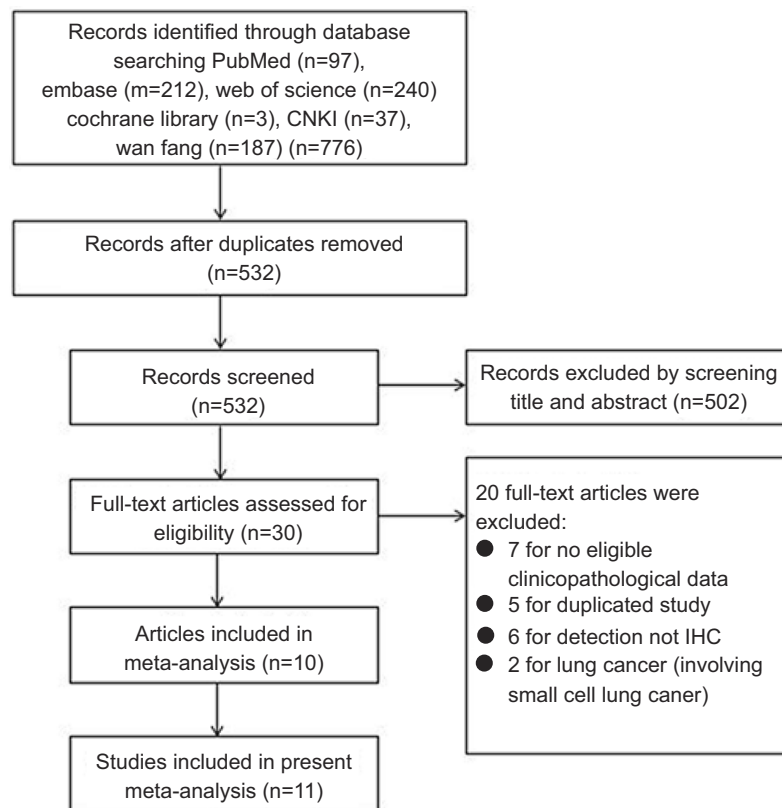 Records identified through database
searching PubMed (n=97),
embase (m=212), web of science (n=240)
cochrane library (n=3), CNKI (n=37),
wan fang (n=187) (n=776)
Records after duplicates removed
(n=532)
Records screened
(n=532)
Records excluded by screening
title and abstract (n=502)
Full-text articles assessed for
eligibility (n=30)
20 full-text articles were
excluded:
● 7 for no eligible
clinicopathological data
● 5 for duplicated study
● 6 for detection not IHC
● 2 for lung cancer (involving
small cell lung caner)
Articles included in
meta-analysis (n=10)
Studies included in present
meta-analysis (n=11)